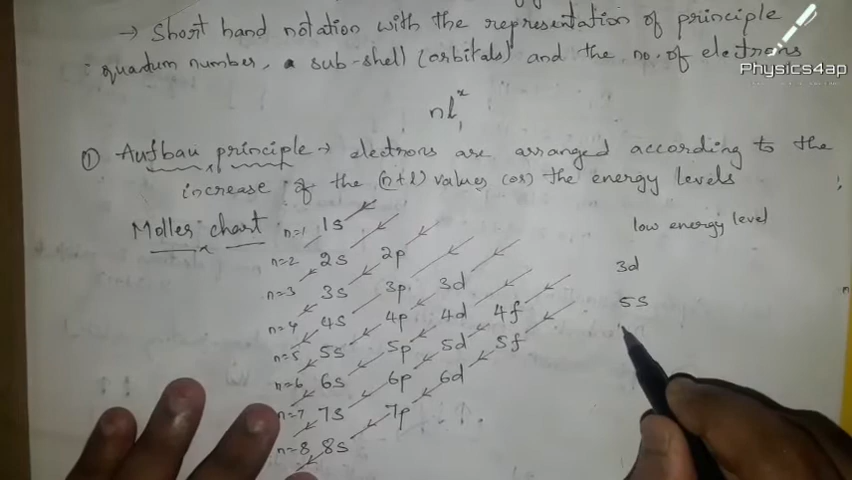 → Short hand notation with the representation of principle
quantum number, a sub-shell (orbitals) and the no. of electrons
Physics4ap
nlˣ
① Aufbau principle → electrons are arranged according to the
increase of the (n+l) values (or) the energy levels
Moller chart
n=1 1s
low energy level
n=2 2s 2p
n=3 3s 3p 3d
3d
n=4 4s 4p 4d 4f
5s
n=5 5s 5p 5d 5f
n=6 6s 6p 6d
n=7 7s 7p
n=8 8s